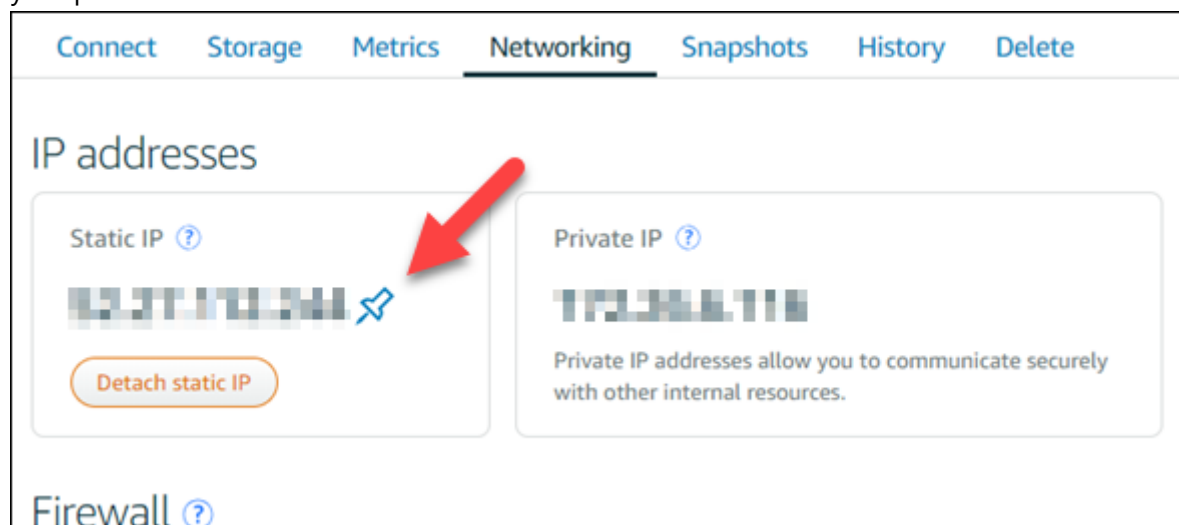 Connect Storage Metrics Networking Snapshots History Delete
IP addresses
Static IP ?
Private IP ?
Detach static IP
Private IP addresses allow you to communicate securely
with other internal resources.
Firewall ?